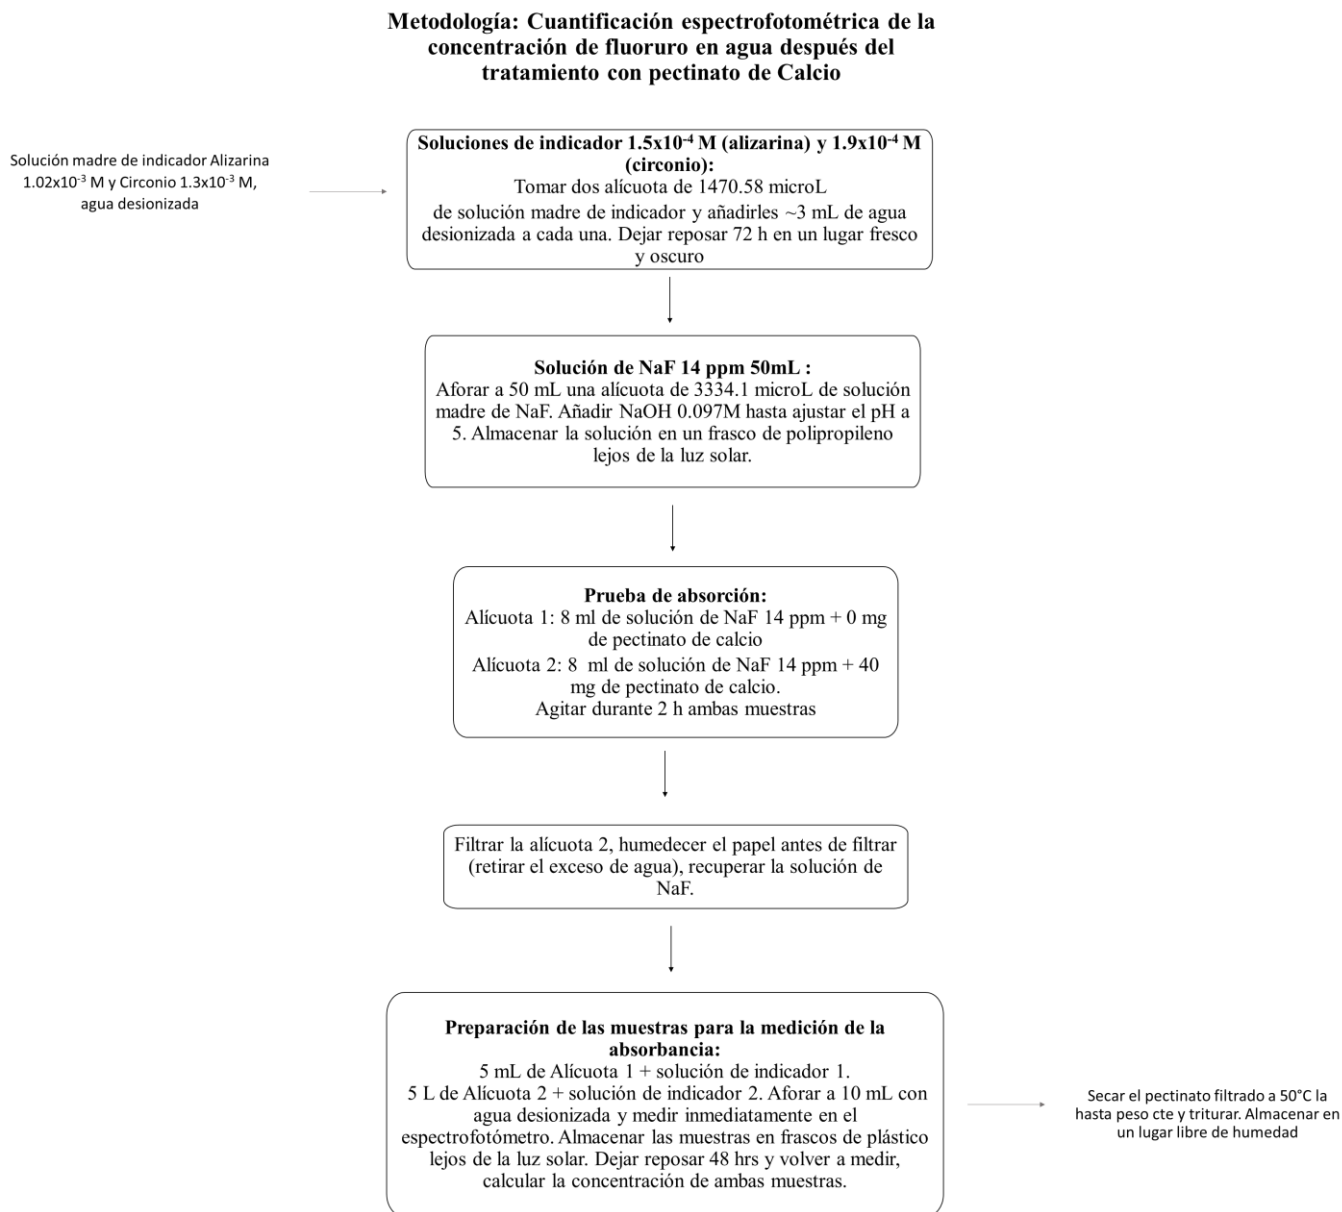 Metodología: Cuantificación espectrofotométrica de la
concentración de fluoruro en agua después del
tratamiento con pectinato de Calcio
Solución madre de indicador Alizarina
1.02x10⁻³ M y Circonio 1.3x10⁻³ M,
agua desionizada
Soluciones de indicador 1.5x10⁻⁴ M (alizarina) y 1.9x10⁻⁴ M
(circonio):
Tomar dos alícuota de 1470.58 microL
de solución madre de indicador y añadirles ~3 mL de agua
desionizada a cada una. Dejar reposar 72 h en un lugar fresco
y oscuro
Solución de NaF 14 ppm 50mL :
Aforar a 50 mL una alícuota de 3334.1 microL de solución
madre de NaF. Añadir NaOH 0.097M hasta ajustar el pH a
5. Almacenar la solución en un frasco de polipropileno
lejos de la luz solar.
Prueba de absorción:
Alícuota 1: 8 ml de solución de NaF 14 ppm + 0 mg
de pectinato de calcio
Alícuota 2: 8 ml de solución de NaF 14 ppm + 40
mg de pectinato de calcio.
Agitar durante 2 h ambas muestras
Filtrar la alícuota 2, humedecer el papel antes de filtrar
(retirar el exceso de agua), recuperar la solución de
NaF.
Preparación de las muestras para la medición de la
absorbancia:
5 mL de Alícuota 1 + solución de indicador 1.
5 L de Alícuota 2 + solución de indicador 2. Aforar a 10 mL con
agua desionizada y medir inmediatamente en el
espectrofotómetro. Almacenar las muestras en frascos de plástico
lejos de la luz solar. Dejar reposar 48 hrs y volver a medir,
calcular la concentración de ambas muestras.
Secar el pectinato filtrado a 50°C la
hasta peso cte y triturar. Almacenar en
un lugar libre de humedad